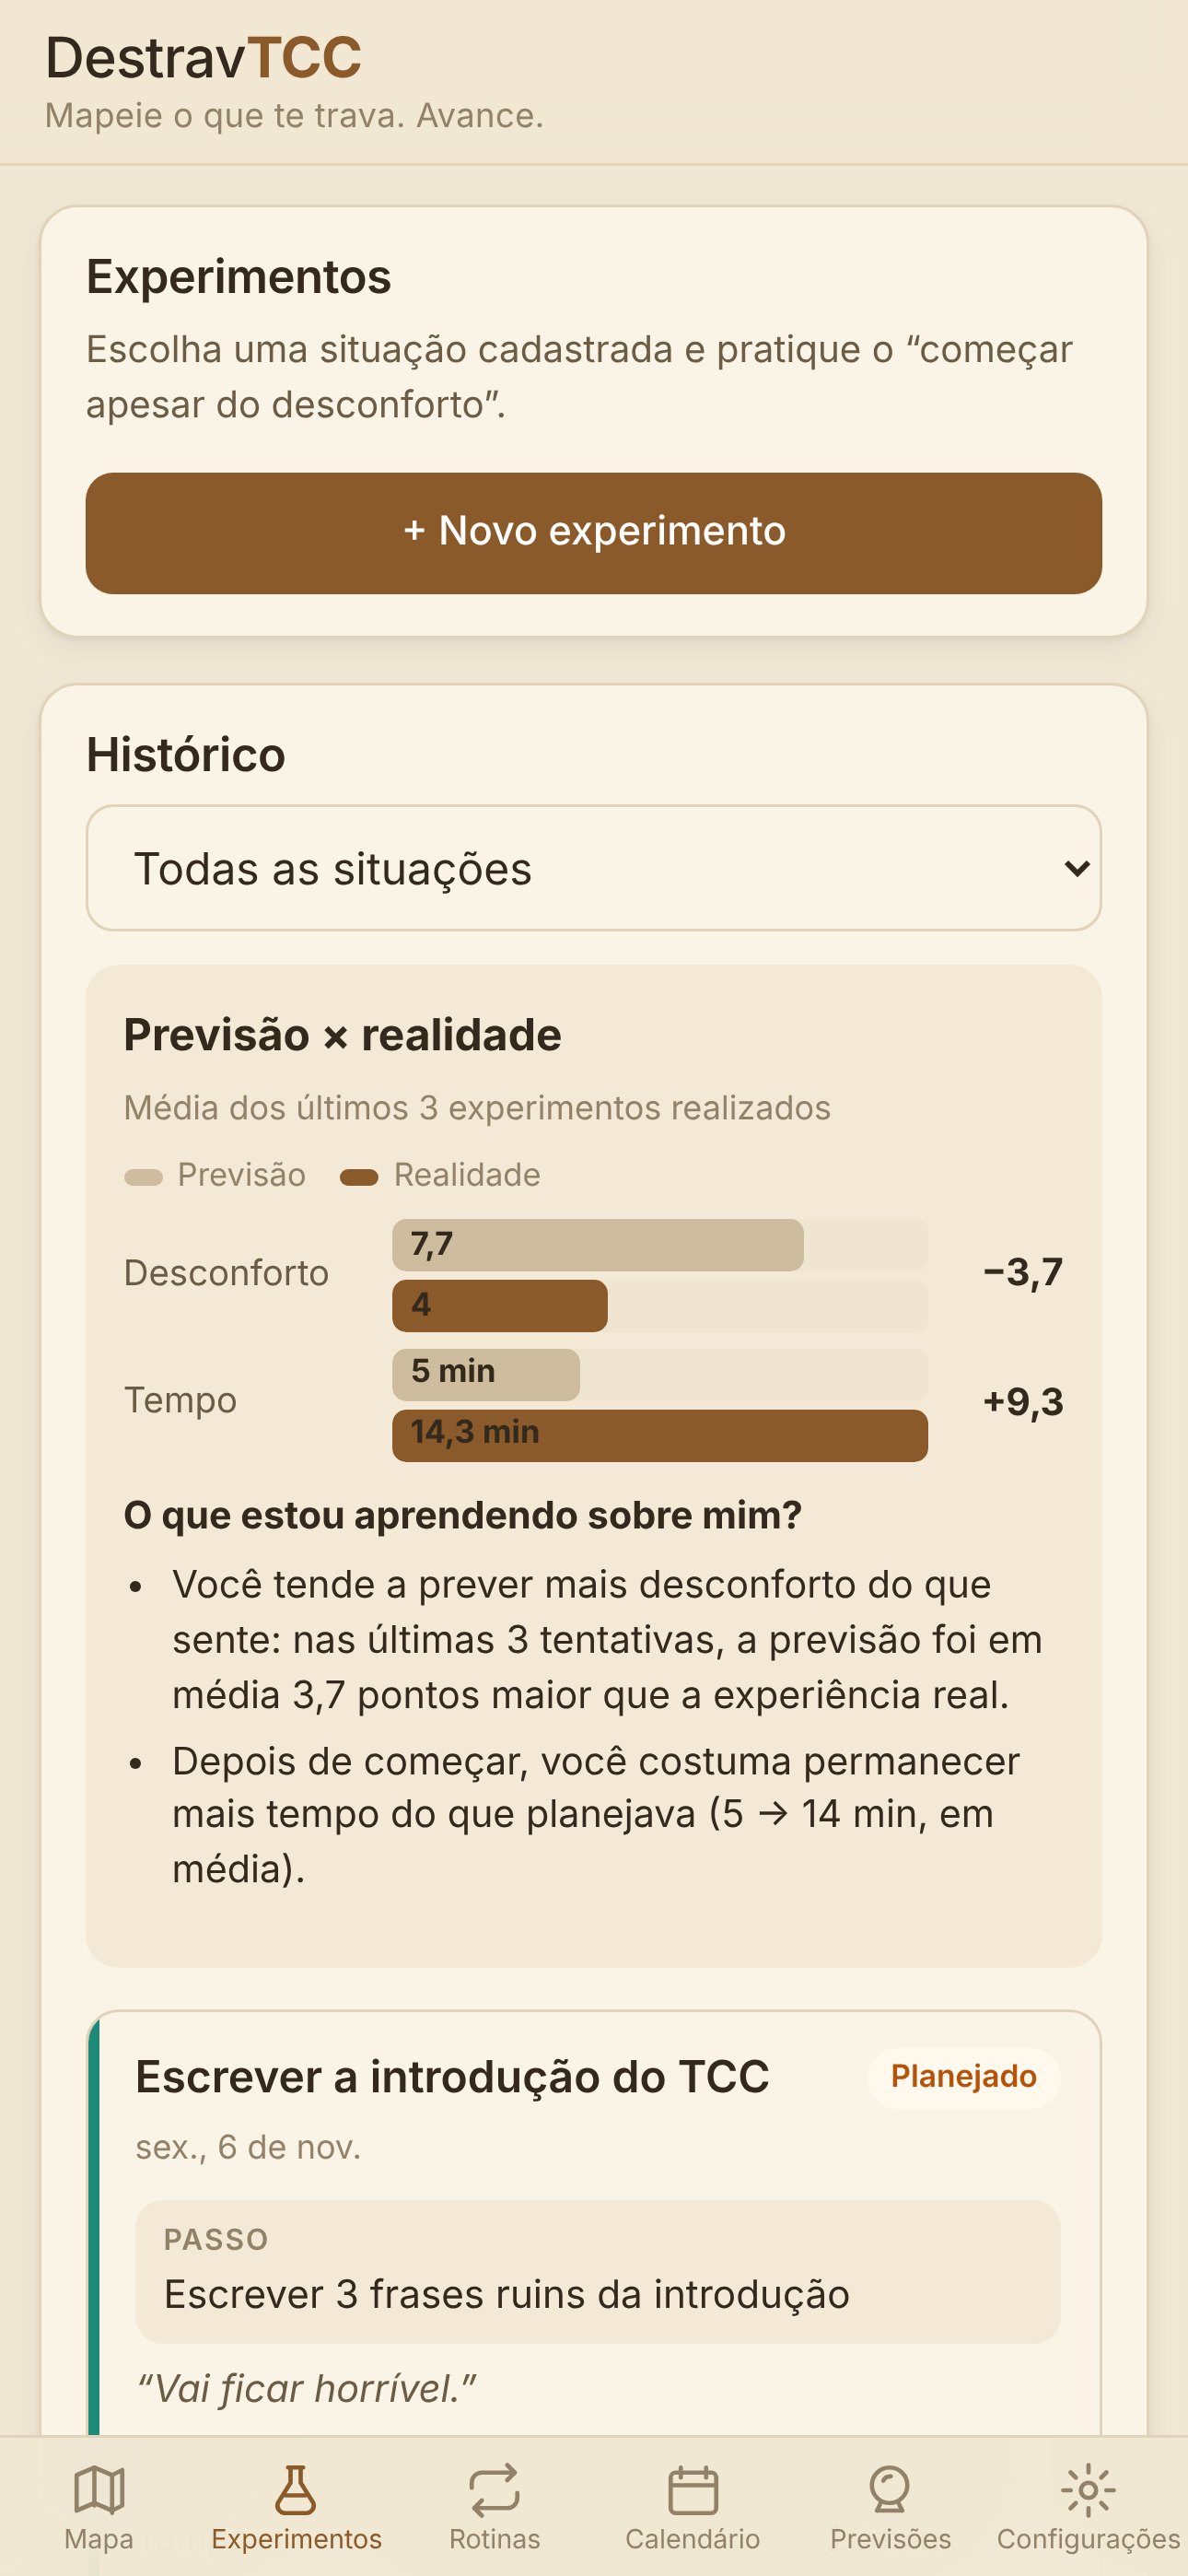 DestravTCC
Mapeie o que te trava. Avance.
Experimentos
Escolha uma situação cadastrada e pratique o “começar
apesar do desconforto”.
+ Novo experimento
Histórico
Todas as situações
Previsão × realidade
Média dos últimos 3 experimentos realizados
Previsão Realidade
Desconforto
7,7
4
−3,7
Tempo
5 min
14,3 min
+9,3
O que estou aprendendo sobre mim?
• Você tende a prever mais desconforto do que
sente: nas últimas 3 tentativas, a previsão foi em
média 3,7 pontos maior que a experiência real.
• Depois de começar, você costuma permanecer
mais tempo do que planejava (5 → 14 min, em
média).
Escrever a introdução do TCC
Planejado
sex., 6 de nov.
PASSO
Escrever 3 frases ruins da introdução
“Vai ficar horrível.”
Mapa Experimentos Rotinas Calendário Previsões Configurações